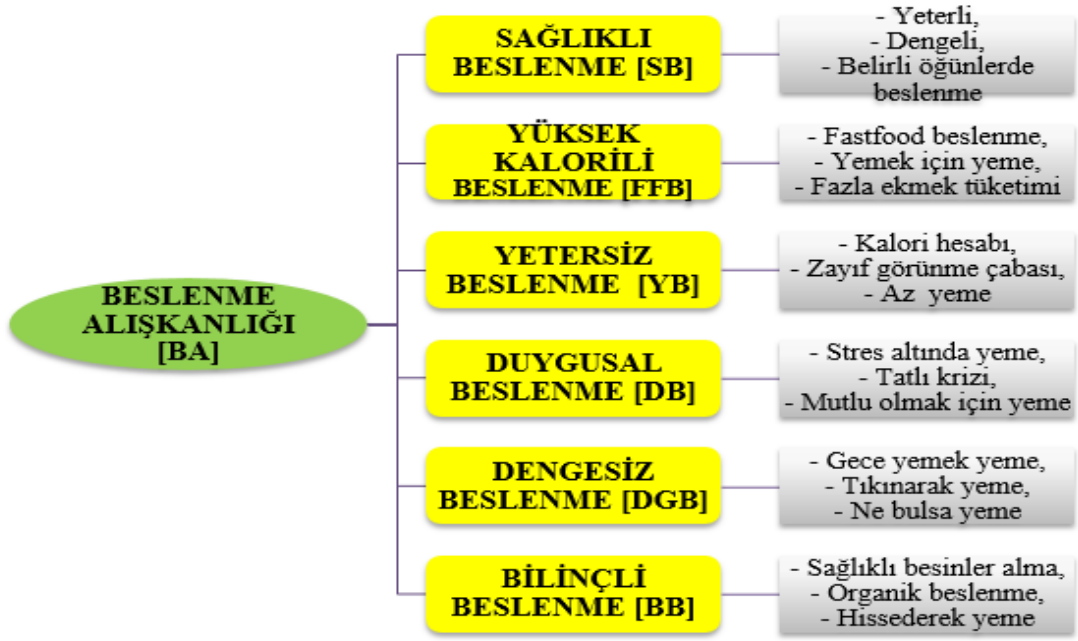 BESLENME
ALIŞKANLIĞI
[BA]
SAĞLIKLI
BESLENME [SB]
- Yeterli,
- Dengeli,
- Belirli öğünlerde
beslenme
YÜKSEK
KALORİLİ
BESLENME [FFB]
- Fastfood beslenme,
- Yemek için yeme,
- Fazla ekmek tüketimi
YETERSİZ
BESLENME [YB]
- Kalori hesabı,
- Zayıf görünme çabası,
- Az yeme
DUYGUSAL
BESLENME [DB]
- Stres altında yeme,
- Tatlı krizi,
- Mutlu olmak için yeme
DENGESİZ
BESLENME [DGB]
- Gece yemek yeme,
- Tıkınarak yeme,
- Ne bulsa yeme
BİLİNÇLİ
BESLENME [BB]
- Sağlıklı besinler alma,
- Organik beslenme,
- Hissederek yeme